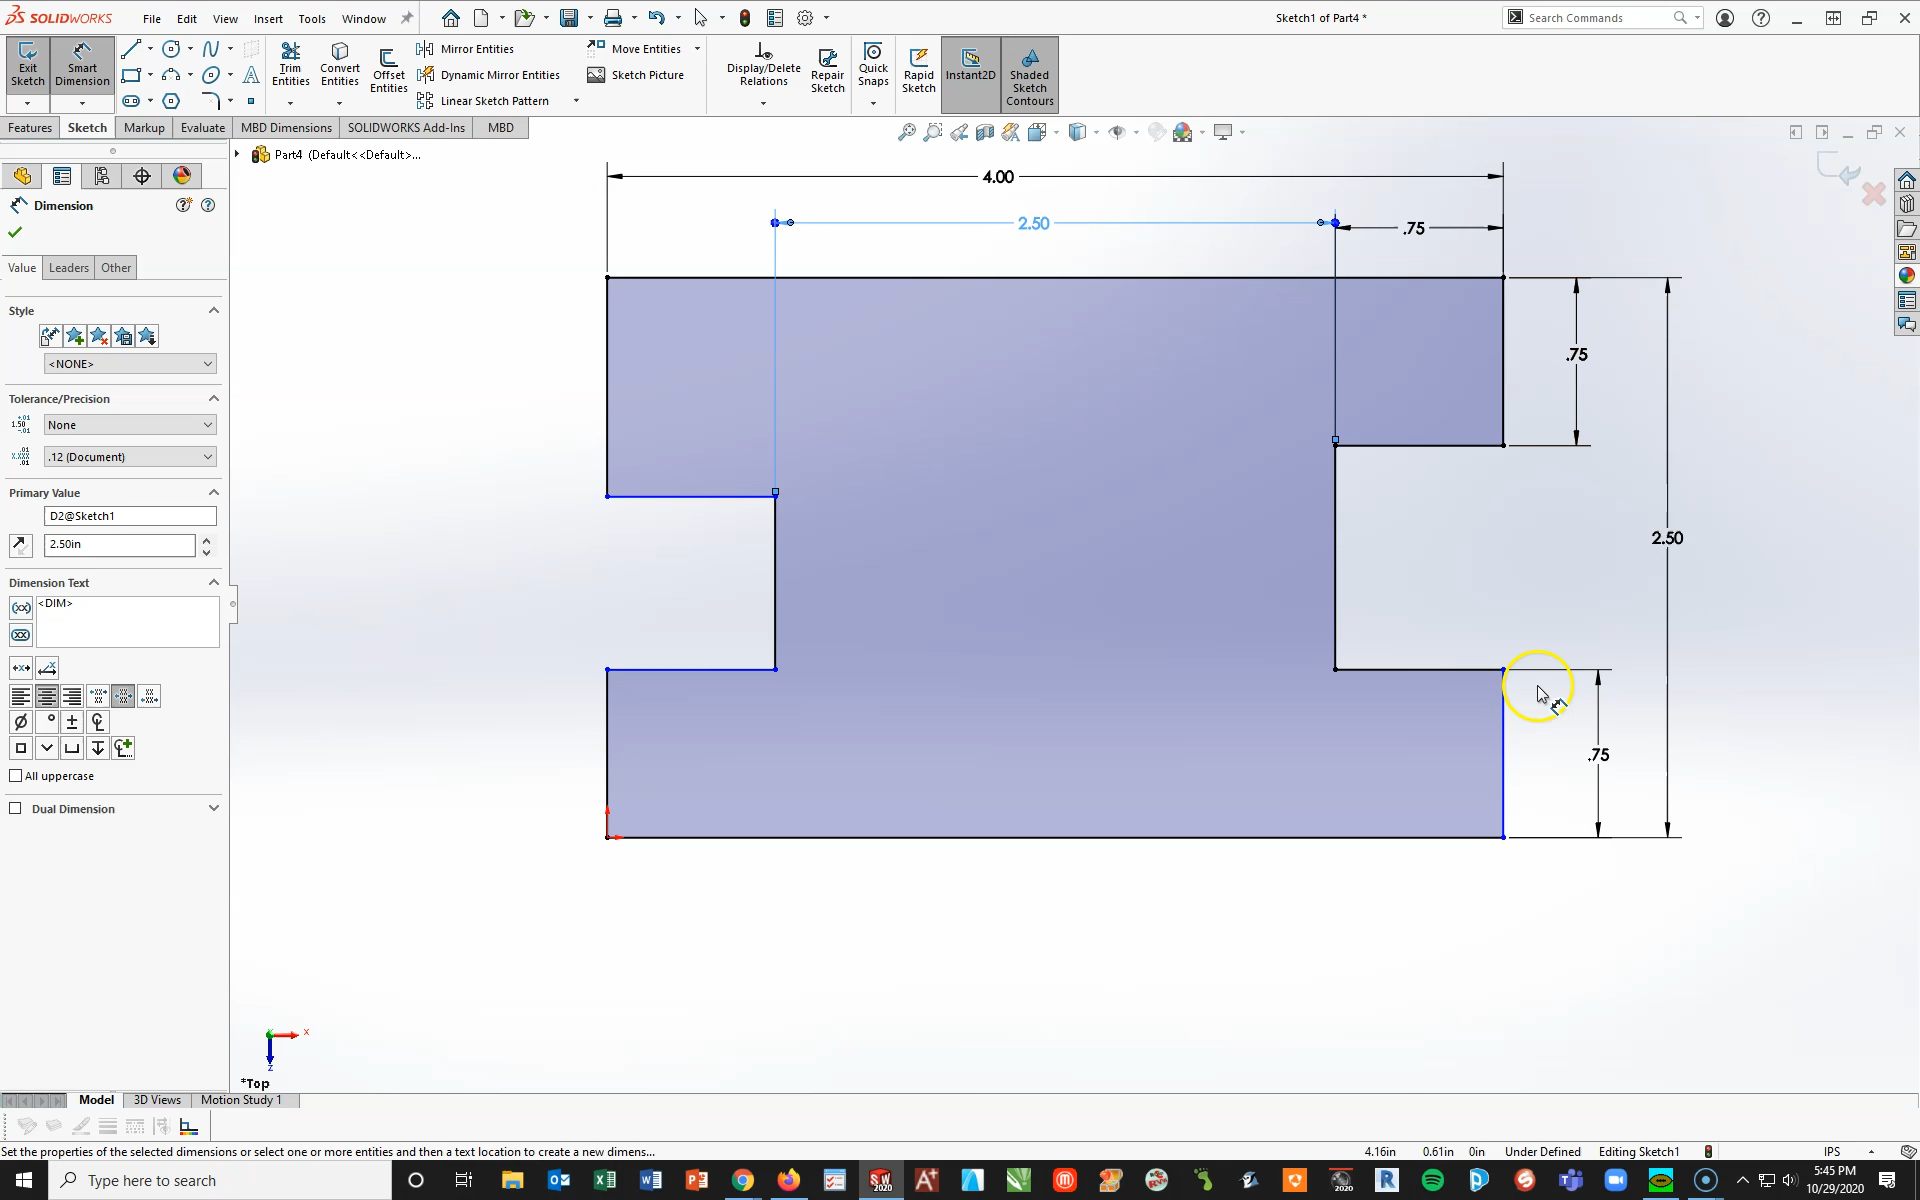 SOLIDWORKS File Edit View Insert Tools Window Sketch1 of Part4 * Search Commands
Exit Sketch Smart Dimension Trim Entities Convert Entities Offset Entities Mirror Entities Move Entities Display/Delete Relations Repair Sketch Quick Snaps Rapid Sketch Instant2D Shaded Sketch Contours
Dynamic Mirror Entities Sketch Picture
Linear Sketch Pattern
Features Sketch Markup Evaluate MBD Dimensions SOLIDWORKS Add-Ins MBD
Part4 (Default<<Default>...
4.00
Dimension
2.50
.75
Value Leaders Other
Style
<NONE>
.75
Tolerance/Precision
None
.12 (Document)
Primary Value
D2@Sketch1
2.50in
2.50
Dimension Text
<DIM>
.75
All uppercase
Dual Dimension
x
z
*Top
Model 3D Views Motion Study 1
Set the properties of the selected dimensions or select one or more entities and then a text location to create a new dimens... 4.16in 0.61in 0in Under Defined Editing Sketch1 IPS
Type here to search
5:45 PM
10/29/2020